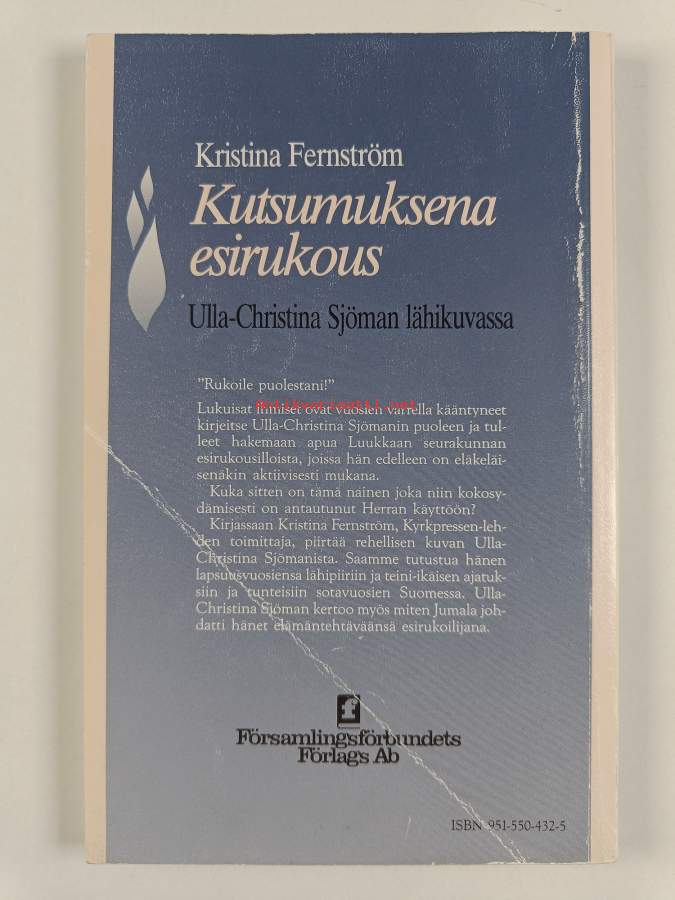 Kristina Fernström
Kutsumuksena
esirukous
Ulla-Christina Sjöman lähikuvassa
"Rukoile puolestani!"
Antikvariaatti.net
Lukuisat ihmiset ovat vuosien varrella kääntyneet
kirjeitse Ulla-Christina Sjömanin puoleen ja tul-
leet hakemaan apua Luukkaan seurakunnan
esirukousilloista, joissa hän edelleen on eläkeläi-
senäkin aktiivisesti mukana.
Kuka sitten on tämä nainen joka niin kokosy-
dämisesti on antautunut Herran käyttöön?
Kirjassaan Kristina Fernström, Kyrkpressen-leh-
den toimittaja, piirtää rehellisen kuvan Ulla-
Christina Sjömanista. Saamme tutustua hänen
lapsuusvuosiensa lähipiiriin ja teini-ikäisen ajatuk-
siin ja tunteisiin sotavuosien Suomessa. Ulla-
Christina Sjöman kertoo myös miten Jumala joh-
datti hänet elämäntehtäväänsä esirukoilijana.
f
Församlingsförbundets
Förlags Ab
ISBN 951-550-432-5